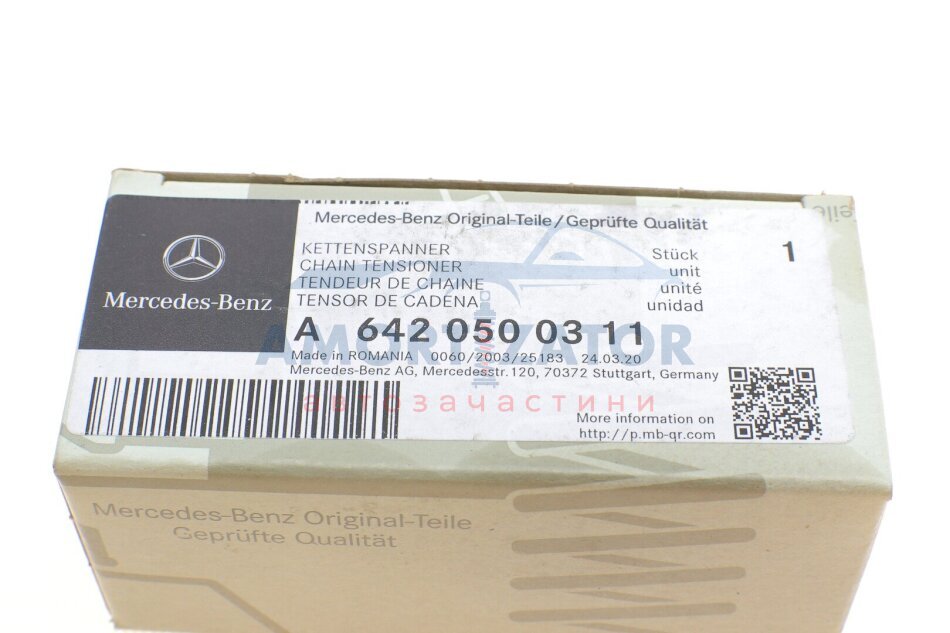 Mercedes-Benz Original-Teile/Geprüfte Qualität
KETTENSPANNER
CHAIN TENSIONER
TENDEUR DE CHAINE
TENSOR DE CADENA
Stück
unit
unité
unidad
1
Mercedes-Benz
A 642 050 03 11
AMORTIZATOR
Made in ROMANIA 0060/2003/25183 24.03.20
Mercedes-Benz AG, Mercedesstr.120, 70372 Stuttgart, Germany
автозачастини
More information on
http://p.mb-qr.com
Mercedes-Benz Original-Teile
Geprüfte Qualität